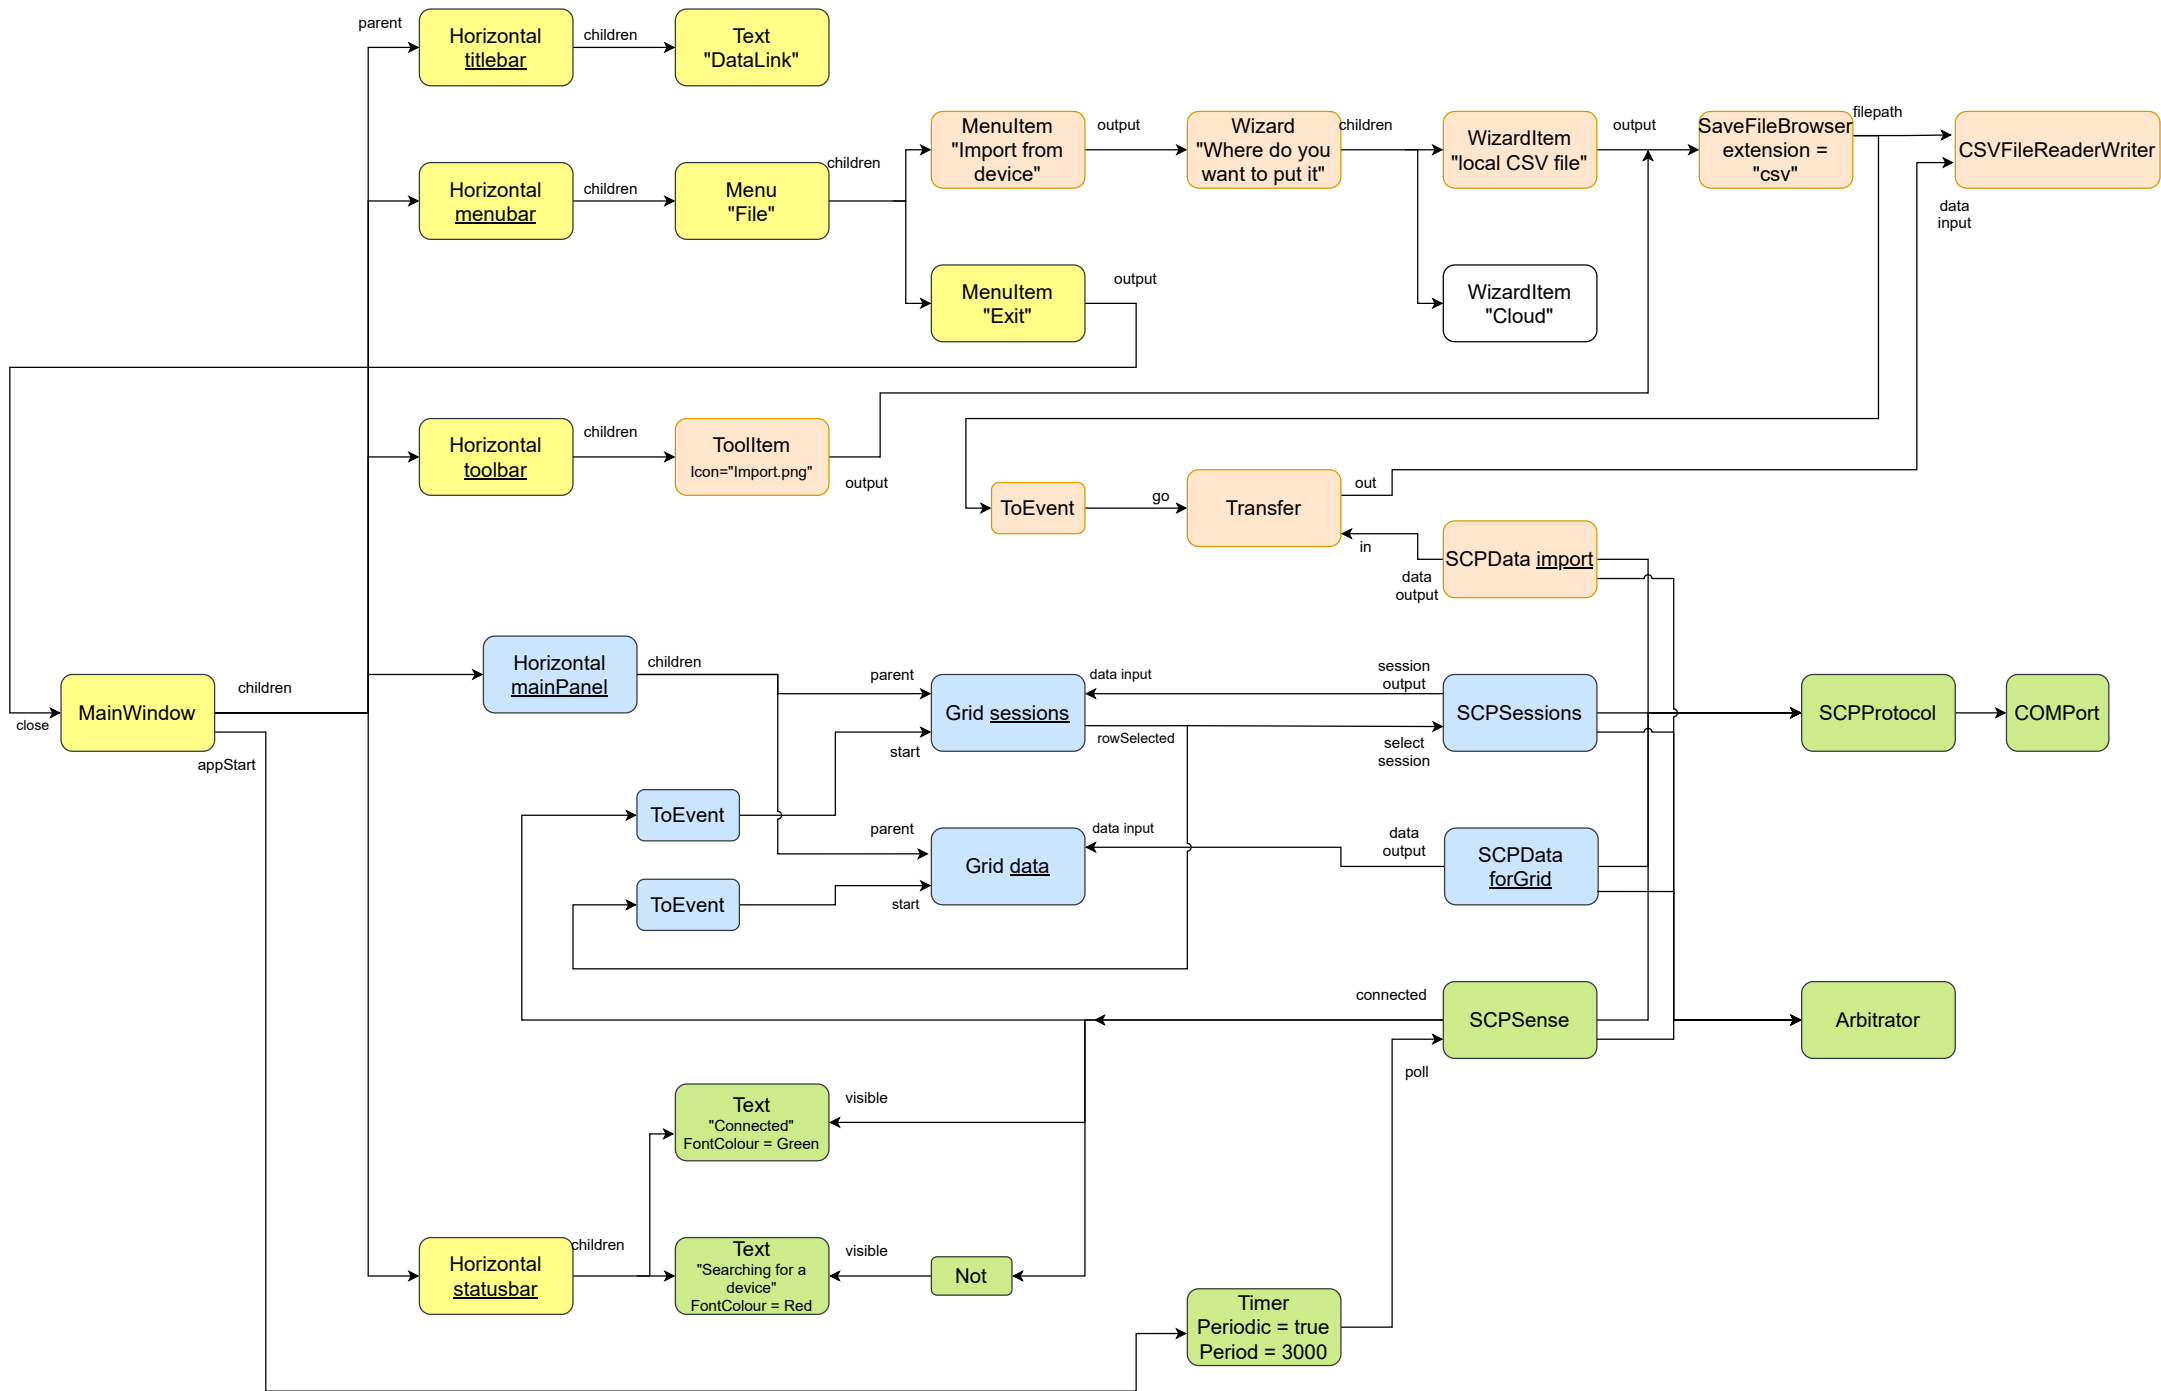 parent
Horizontal
titlebar
children
Text
"DataLink"
Horizontal
menubar
children
Menu
"File"
children
MenuItem
"Import from
device"
output
Wizard
"Where do you
want to put it"
children
WizardItem
"local CSV file"
output
SaveFileBrowser
extension =
"csv"
filepath
CSVFileReaderWriter
data
input
MenuItem
"Exit"
output
WizardItem
"Cloud"
Horizontal
toolbar
children
ToolItem
Icon="Import.png"
output
ToEvent
go
Transfer
out
in
SCPData import
data
output
MainWindow
close
children
appStart
Horizontal
mainPanel
children
parent
Grid sessions
start
data input
rowSelected
session
output
select
session
SCPSessions
SCPProtocol
COMPort
ToEvent
ToEvent
parent
Grid data
start
data input
data
output
SCPData
forGrid
connected
SCPSense
poll
Arbitrator
Text
"Connected"
FontColour = Green
visible
Horizontal
statusbar
children
Text
"Searching for a
device"
FontColour = Red
visible
Not
Timer
Periodic = true
Period = 3000